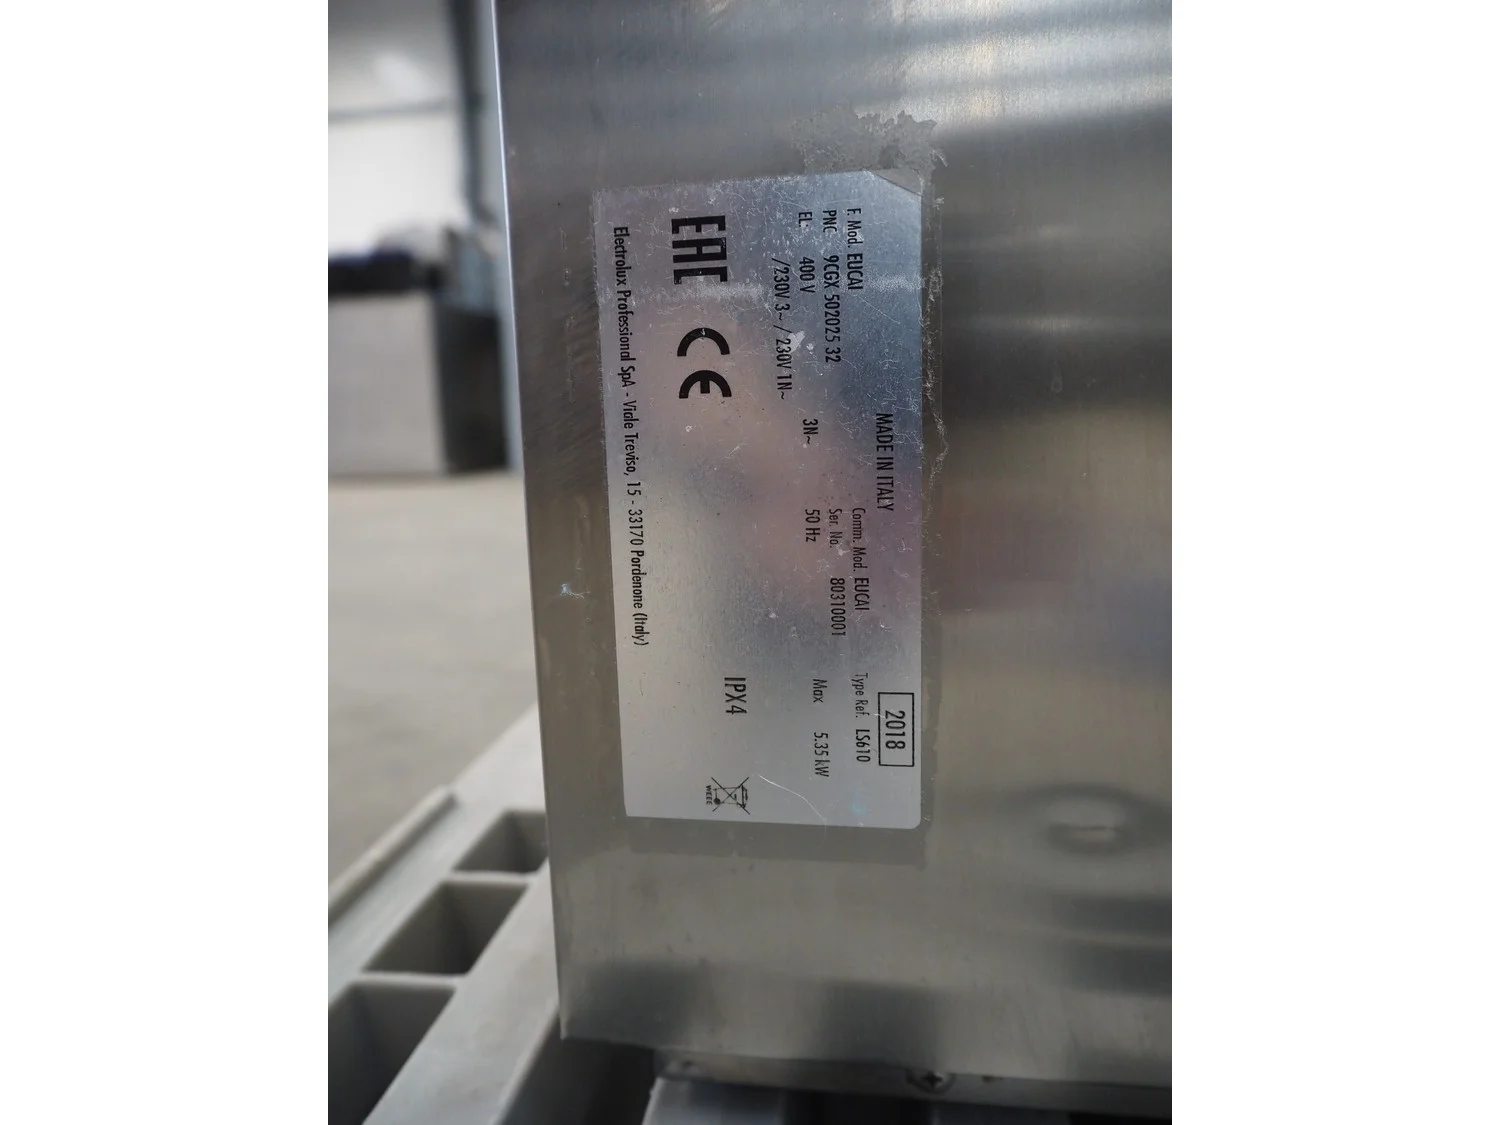 MADE IN ITALY 2018
F. Mod. EUCAI Comm. Mod. EUCAI Type Ref. LS610
PNC 9CGX 502025 32 Ser. No. 80310001
EL: 400 V 3N~ 50 Hz Max 5.35 kW
/230V 3~ / 230V 1N~
IPX4
EAC CE WEEE
Electrolux Professional SpA - Viale Treviso, 15 - 33170 Pordenone (Italy)